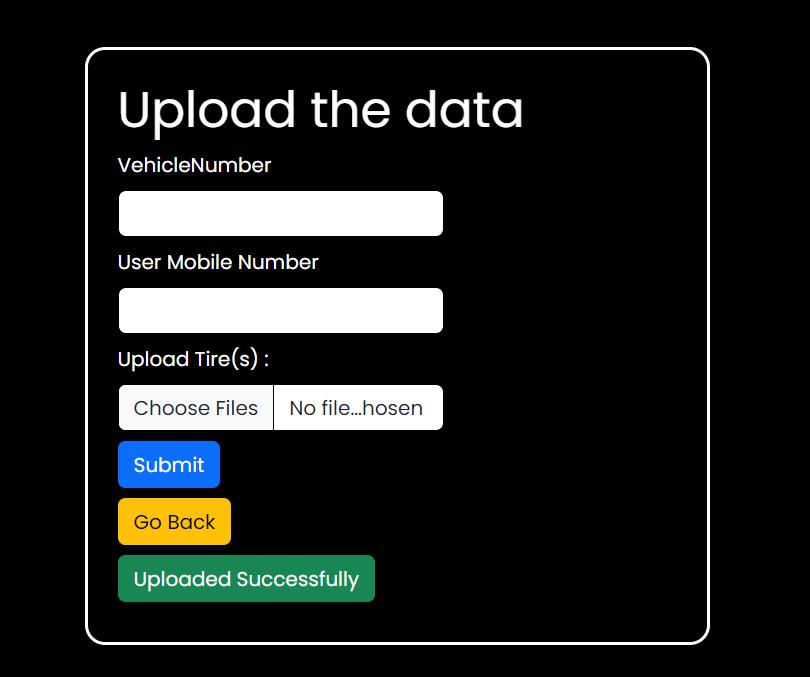 Upload the data
VehicleNumber
User Mobile Number
Upload Tire(s) :
Choose Files No file...hosen
Submit
Go Back
Uploaded Successfully